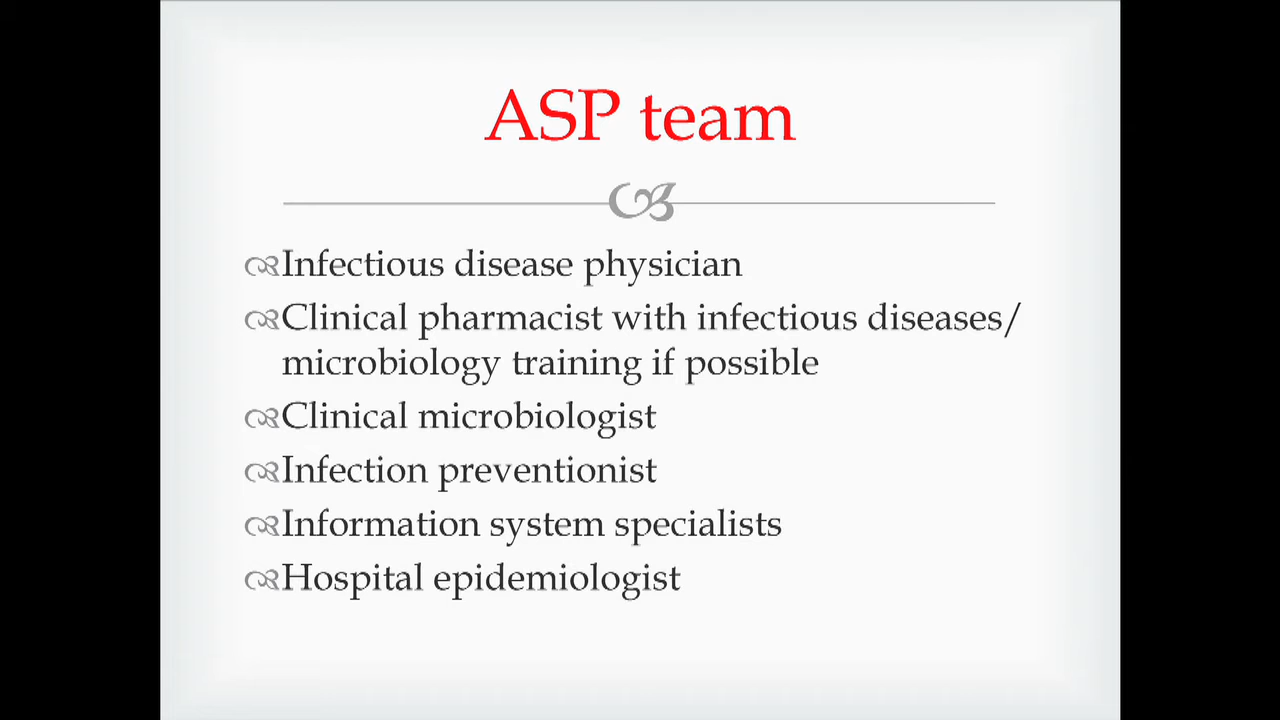 ASP team
Infectious disease physician
Clinical pharmacist with infectious diseases/
microbiology training if possible
Clinical microbiologist
Infection preventionist
Information system specialists
Hospital epidemiologist